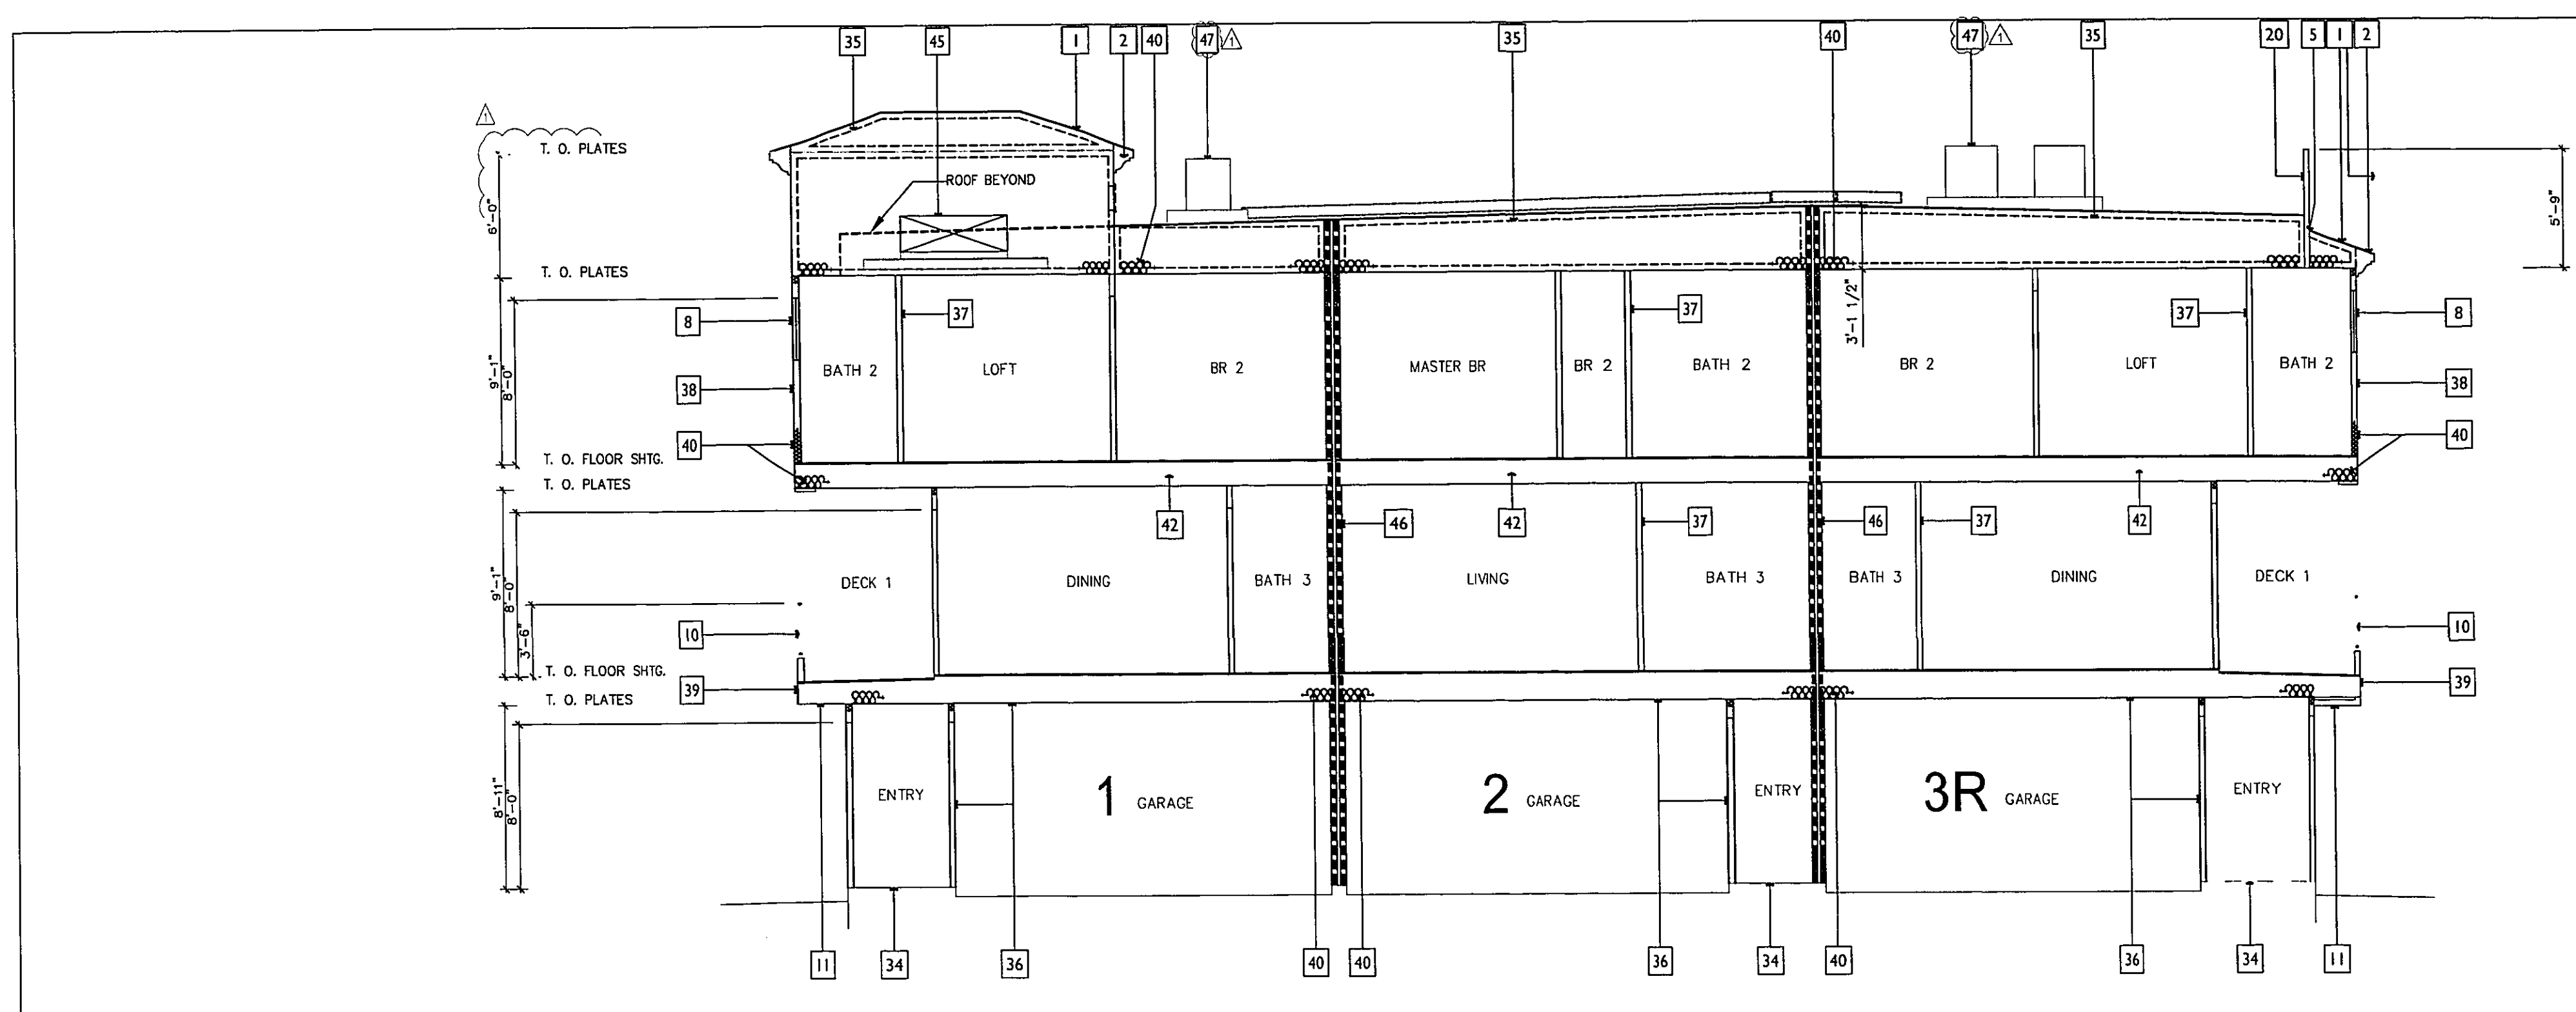 35 45 1 2 40 47 1 35 40 47 1 35 20 5 1 2
1
T. O. PLATES
ROOF BEYOND
6'-0"
5'-9"
T. O. PLATES
3'-1 1/2"
8 37 37 37 8
BATH 2 LOFT BR 2 MASTER BR BR 2 BATH 2 BR 2 LOFT BATH 2
9'-1"
8'-0"
38 38
40 40
T. O. FLOOR SHTG.
T. O. PLATES
42 46 42 37 46 37 42
9'-1"
8'-0"
3'-6"
DECK 1 DINING BATH 3 LIVING BATH 3 BATH 3 DINING DECK 1
10 10
T. O. FLOOR SHTG.
39 39
T. O. PLATES
8'-11"
8'-0"
ENTRY 1 GARAGE 2 GARAGE ENTRY 3R GARAGE ENTRY
11 34 36 40 40 36 34 40 36 34 11